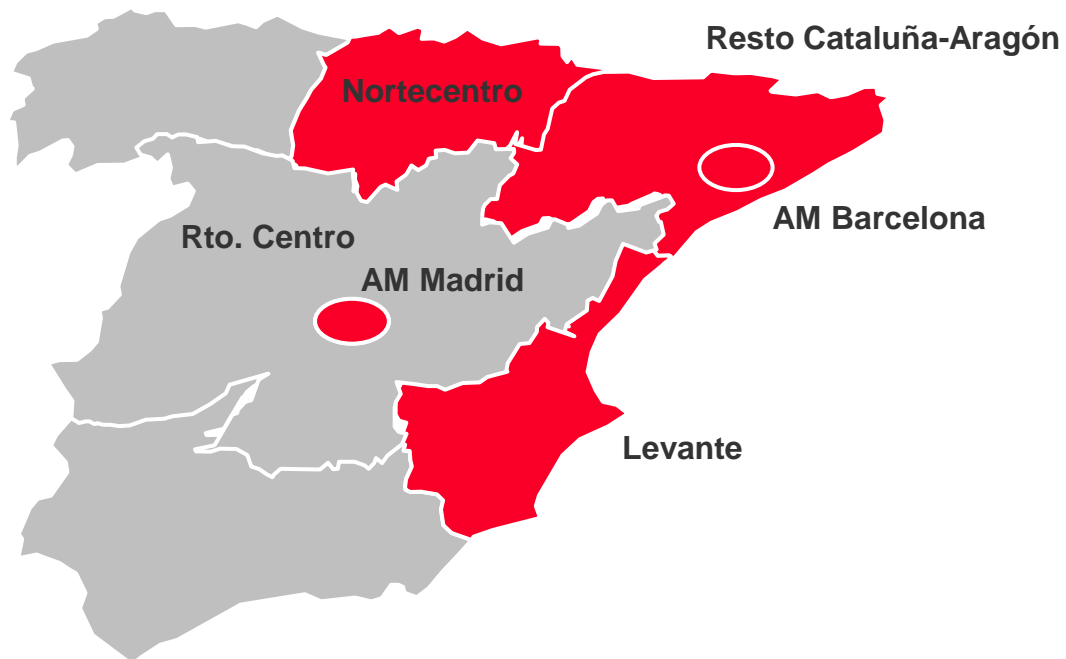 Resto Cataluña-Aragón
Nortecentro
AM Barcelona
Rto. Centro
AM Madrid
Levante